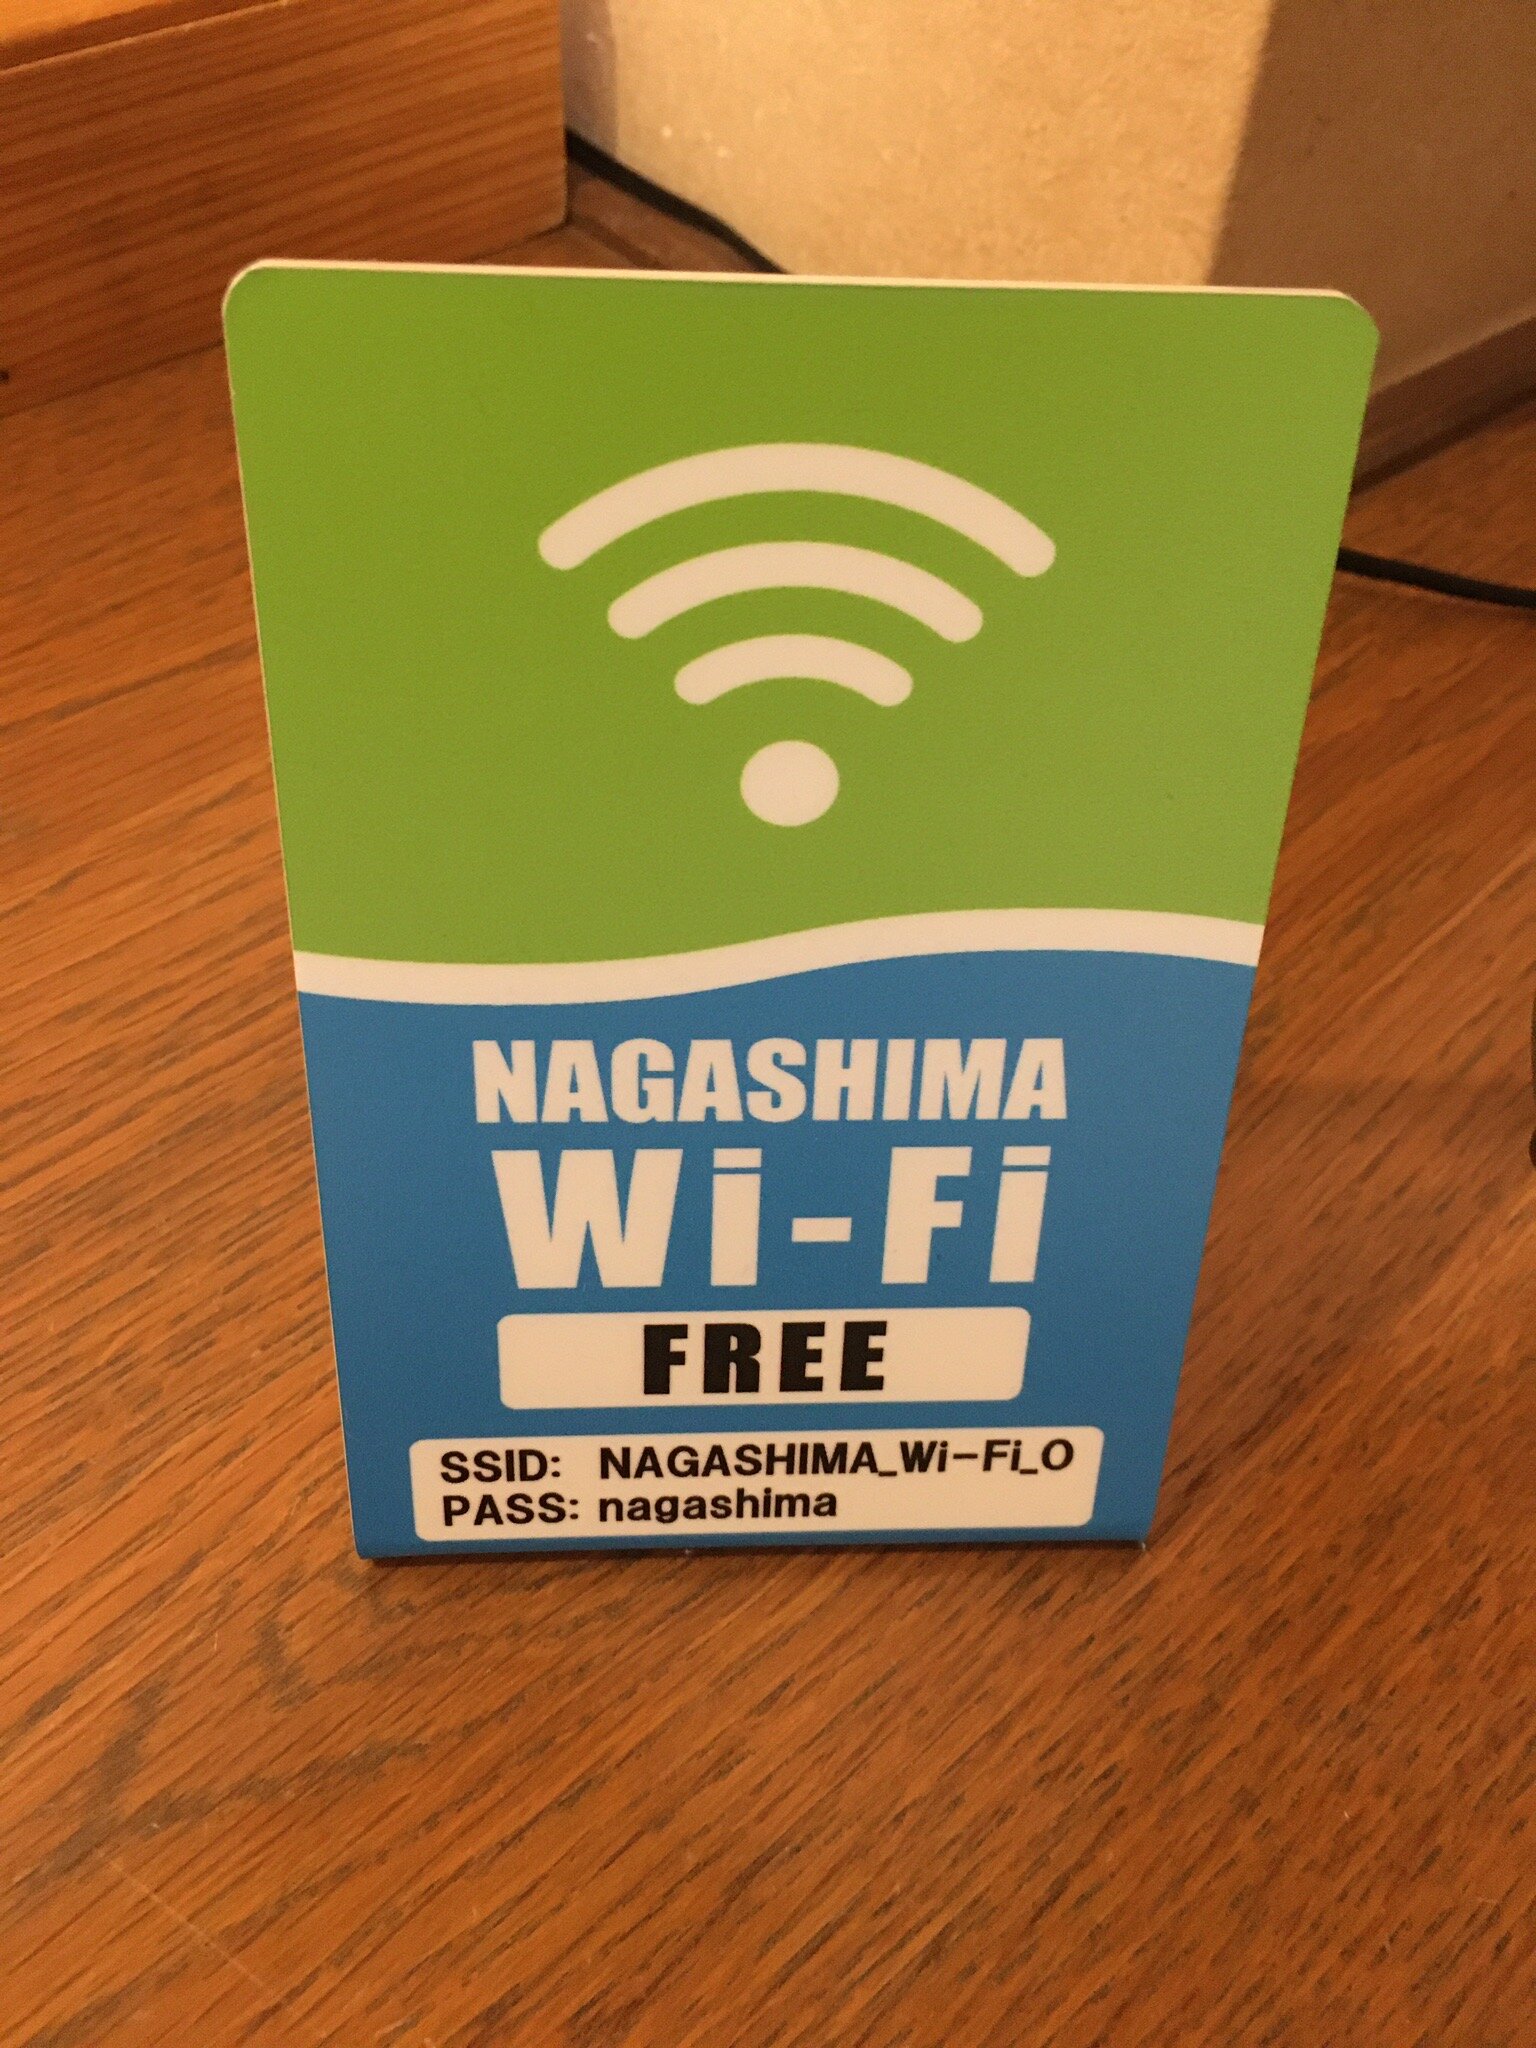 NAGASHIMA
Wi-Fi
FREE
SSID: NAGASHIMA_Wi-Fi_O
PASS: nagashima